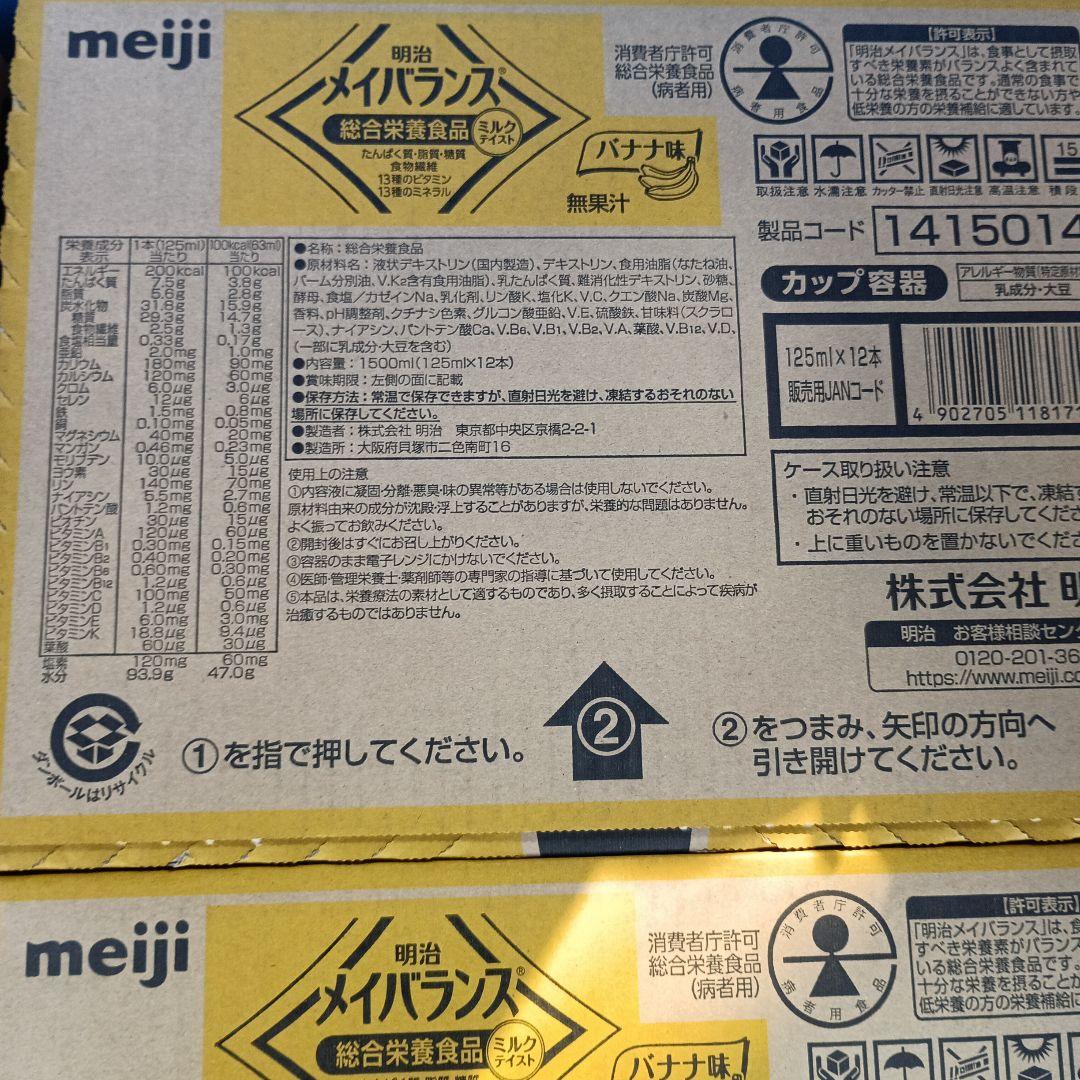 meiji
明治
メイバランス®
総合栄養食品
ミルク
テイスト
たんぱく質・脂質・糖質
食物繊維
13種のビタミン
13種のミネラル
バナナ味
無果汁
消費者庁許可
総合栄養食品
(病者用)
消費者庁許可
病者用食品
【許可表示】
「明治メイバランス」は、食事として摂取
すべき栄養素がバランスよく含まれて
いる総合栄養食品です。通常の食事で
十分な栄養を摂ることができない方や
低栄養の方の栄養補給に適しています。
取扱注意 水濡注意 カッター禁止 直射日光注意 高温注意 積段
15
製品コード 1415014
カップ容器
アレルギー物質(特定原材
乳成分・大豆
125ml×12本
販売用JANコード
4 902705 118171
ケース取り扱い注意
・直射日光を避け、常温以下で、凍結す
おそれのない場所に保存してくださ
・上に重いものを置かないでくださ
株式会社 明
明治 お客様相談セン
0120-201-36
https://www.meiji.co
栄養成分表示 1本(125ml)当たり 100kcal(63ml)当たり
エネルギー 200kcal 100kcal
たんぱく質 7.5g 3.8g
脂質 5.6g 2.8g
炭水化物 31.8g 15.9g
糖質 29.3g 14.7g
食物繊維 2.5g 1.3g
食塩相当量 0.33g 0.17g
亜鉛 2.0mg 1.0mg
カリウム 180mg 90mg
カルシウム 120mg 60mg
クロム 6.0μg 3.0μg
セレン 12μg 6μg
鉄 1.5mg 0.8mg
銅 0.10mg 0.05mg
マグネシウム 40mg 20mg
マンガン 0.46mg 0.23mg
モリブデン 10.0μg 5.0μg
ヨウ素 30μg 15μg
リン 140mg 70mg
ナイアシン 5.5mg 2.7mg
パントテン酸 1.2mg 0.6mg
ビオチン 30μg 15μg
ビタミンA 120μg 60μg
ビタミンB1 0.30mg 0.15mg
ビタミンB2 0.40mg 0.20mg
ビタミンB6 0.60mg 0.30mg
ビタミンB12 1.2μg 0.6μg
ビタミンC 100mg 50mg
ビタミンD 1.2μg 0.6μg
ビタミンE 6.0mg 3.0mg
ビタミンK 18.8μg 9.4μg
葉酸 60μg 30μg
塩素 120mg 60mg
水分 93.9g 47.0g
●名称：総合栄養食品
●原材料名：液状デキストリン(国内製造)、デキストリン、食用油脂(なたね油、
パーム分別油、V.K2含有食用油脂)、乳たんぱく質、難消化性デキストリン、砂糖、
酵母、食塩／カゼインNa、乳化剤、リン酸K、塩化K、V.C、クエン酸Na、炭酸Mg、
香料、pH調整剤、クチナシ色素、グルコン酸亜鉛、V.E、硫酸鉄、甘味料(スクラロ
ース)、ナイアシン、パントテン酸Ca、V.B6、V.B1、V.B2、V.A、葉酸、V.B12、V.D、
(一部に乳成分・大豆を含む)
●内容量：1500ml(125ml×12本)
●賞味期限：左側の面に記載
●保存方法：常温で保存できますが、直射日光を避け、凍結するおそれのない
場所に保存してください。
●製造者：株式会社 明治 東京都中央区京橋2-2-1
●製造所：大阪府貝塚市二色南町16
使用上の注意
①内容液に凝固・分離・悪臭・味の異常等がある場合は使用しないでください。
原材料由来の成分が沈殿・浮上することがありますが、栄養的な問題はありません。
よく振ってお飲みください。
②開封後はすぐにお召し上がりください。
③容器のまま電子レンジにかけないでください。
④医師・管理栄養士・薬剤師等の専門家の指導に基づいて使用してください。
⑤本品は、栄養療法の素材として適するものであり、多く摂取することによって疾病が
治癒するものではありません。
ダンボールはリサイクル
①を指で押してください。
②
②をつまみ、矢印の方向へ
引き開けてください。
meiji
明治
メイバランス®
総合栄養食品
ミルク
テイスト
バナナ味
消費者庁許可
総合栄養食品
(病者用)
消費者庁許可
病者用食品
【許可表示】
「明治メイバランス」は、食
すべき栄養素がバランス
いる総合栄養食品です。
十分な栄養を摂ることが
低栄養の方の栄養補給に